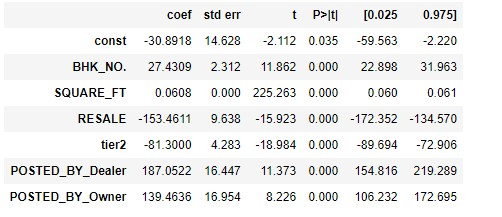 coef std err t P>|t| [0.025 0.975]
const -30.8918 14.628 -2.112 0.035 -59.563 -2.220
BHK_NO. 27.4309 2.312 11.862 0.000 22.898 31.963
SQUARE_FT 0.0608 0.000 225.263 0.000 0.060 0.061
RESALE -153.4611 9.638 -15.923 0.000 -172.352 -134.570
tier2 -81.3000 4.283 -18.984 0.000 -89.694 -72.906
POSTED_BY_Dealer 187.0522 16.447 11.373 0.000 154.816 219.289
POSTED_BY_Owner 139.4636 16.954 8.226 0.000 106.232 172.695